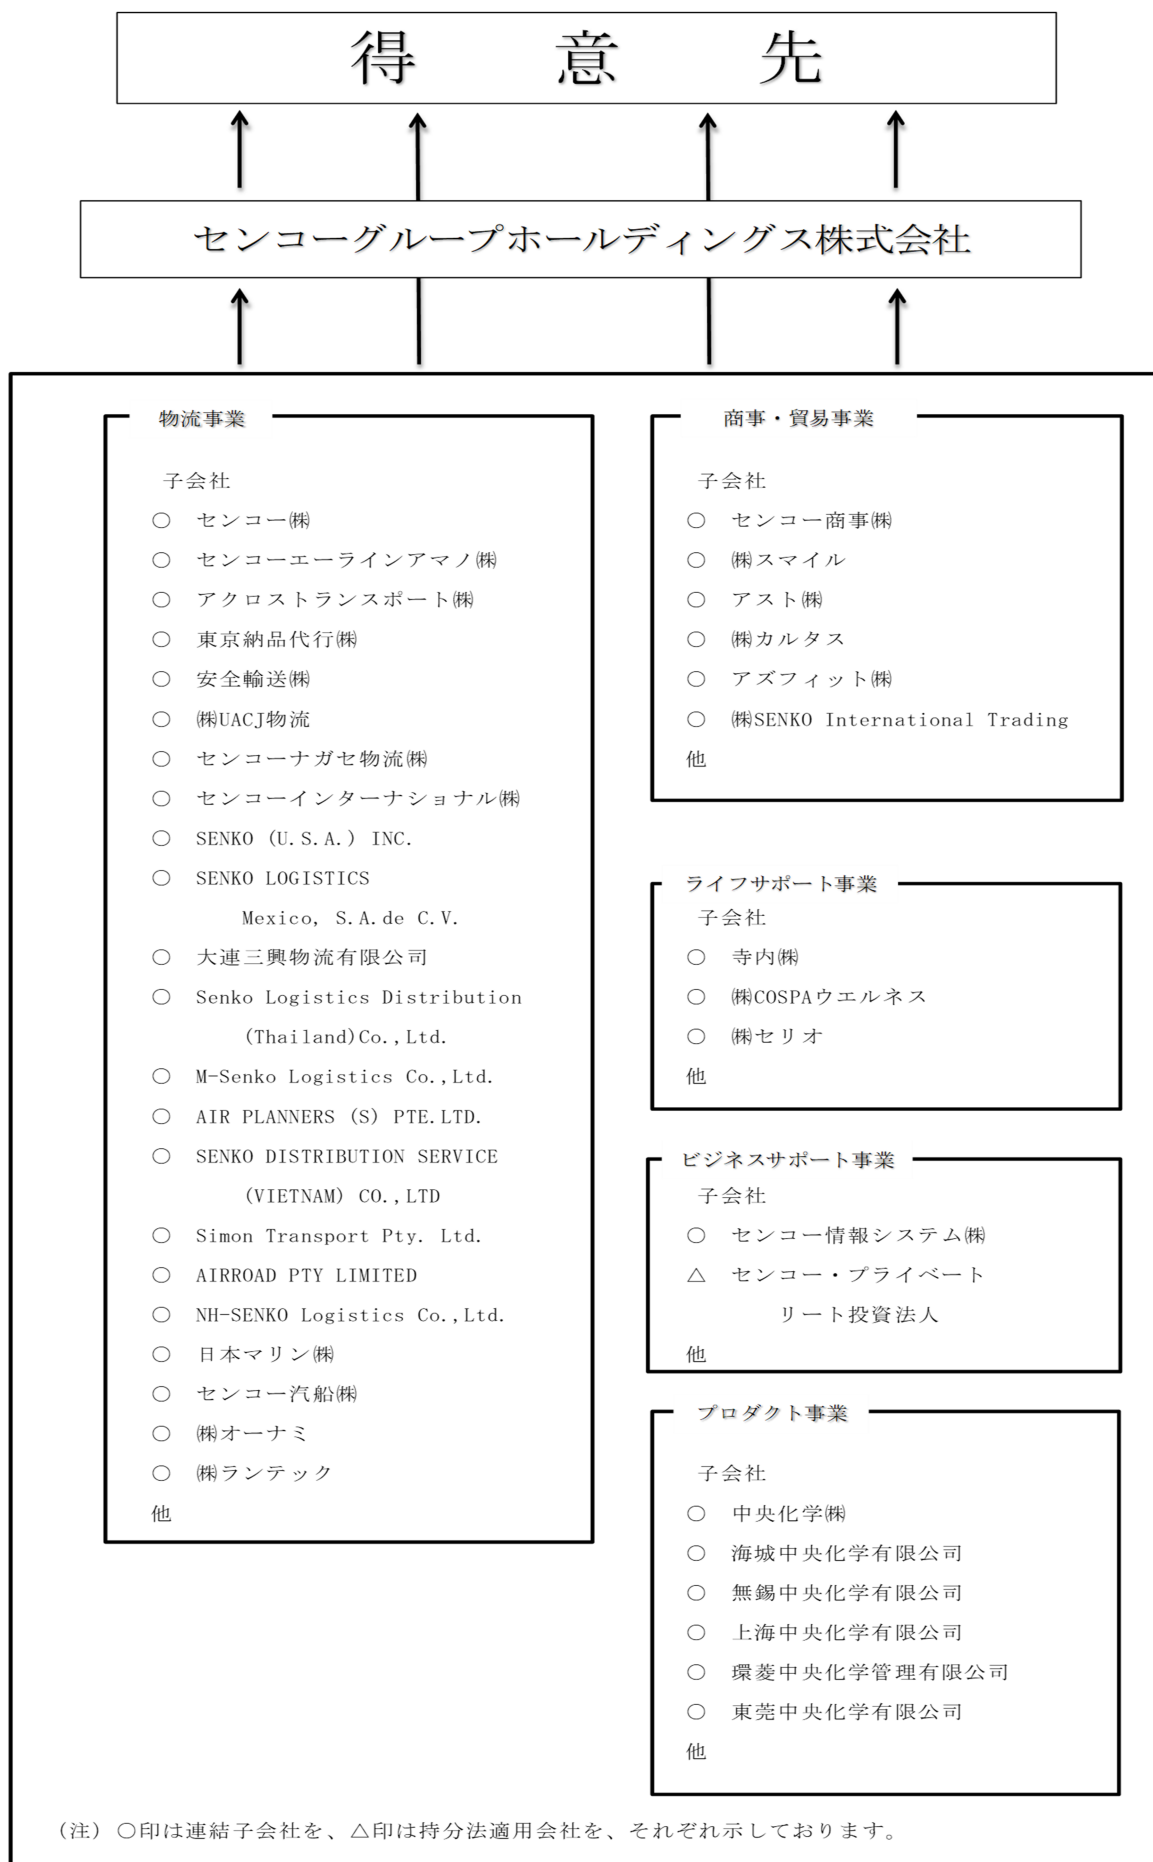 得意先
センコーグループホールディングス株式会社
物流事業
子会社
○ センコー㈱
○ センコーエーラインアマノ㈱
○ アクロストランスポート㈱
○ 東京納品代行㈱
○ 安全輸送㈱
○ ㈱UACJ物流
○ センコーナガセ物流㈱
○ センコーインターナショナル㈱
○ SENKO (U.S.A.) INC.
○ SENKO LOGISTICS
Mexico, S.A.de C.V.
○ 大連三興物流有限公司
○ Senko Logistics Distribution
(Thailand)Co.,Ltd.
○ M-Senko Logistics Co.,Ltd.
○ AIR PLANNERS (S) PTE.LTD.
○ SENKO DISTRIBUTION SERVICE
(VIETNAM) CO.,LTD
○ Simon Transport Pty. Ltd.
○ AIRROAD PTY LIMITED
○ NH-SENKO Logistics Co.,Ltd.
○ 日本マリン㈱
○ センコー汽船㈱
○ ㈱オーナミ
○ ㈱ランテック
他
商事・貿易事業
子会社
○ センコー商事㈱
○ ㈱スマイル
○ アスト㈱
○ ㈱カルタス
○ アズフィット㈱
○ ㈱SENKO International Trading
他
ライフサポート事業
子会社
○ 寺内㈱
○ ㈱COSPAウエルネス
○ ㈱セリオ
他
ビジネスサポート事業
子会社
○ センコー情報システム㈱
△ センコー・プライベート
リート投資法人
他
プロダクト事業
子会社
○ 中央化学㈱
○ 海城中央化学有限公司
○ 無錫中央化学有限公司
○ 上海中央化学有限公司
○ 環菱中央化学管理有限公司
○ 東莞中央化学有限公司
他
(注) ○印は連結子会社を、△印は持分法適用会社を、それぞれ示しております。